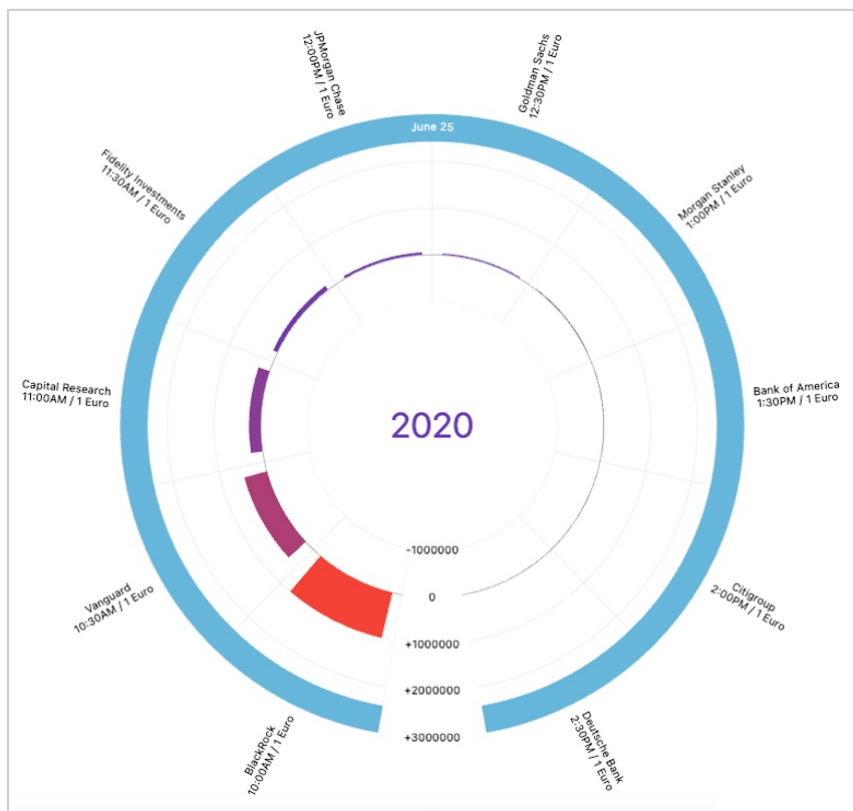 June 25
JPMorgan Chase
12:00PM / 1 Euro
Goldman Sachs
12:30PM / 1 Euro
Fidelity Investments
11:30AM / 1 Euro
Morgan Stanley
1:00PM / 1 Euro
Capital Research
11:00AM / 1 Euro
Bank of America
1:30PM / 1 Euro
2020
Vanguard
10:30AM / 1 Euro
Citigroup
2:00PM / 1 Euro
BlackRock
10:00AM / 1 Euro
Deutsche Bank
2:30PM / 1 Euro
-1000000
0
+1000000
+2000000
+3000000